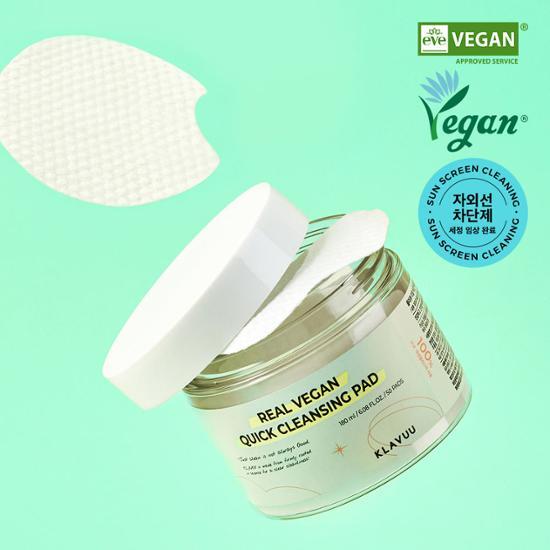 eve VEGAN®
APPROVED SERVICE
Vegan®
SUN SCREEN CLEANING
자외선
차단제
세정 임상 완료
SUN SCREEN CLEANING
REAL VEGAN
QUICK CLEANSING PAD
180 ml / 6.08 FL.OZ. / 50 PADS
KLAVUU
100%